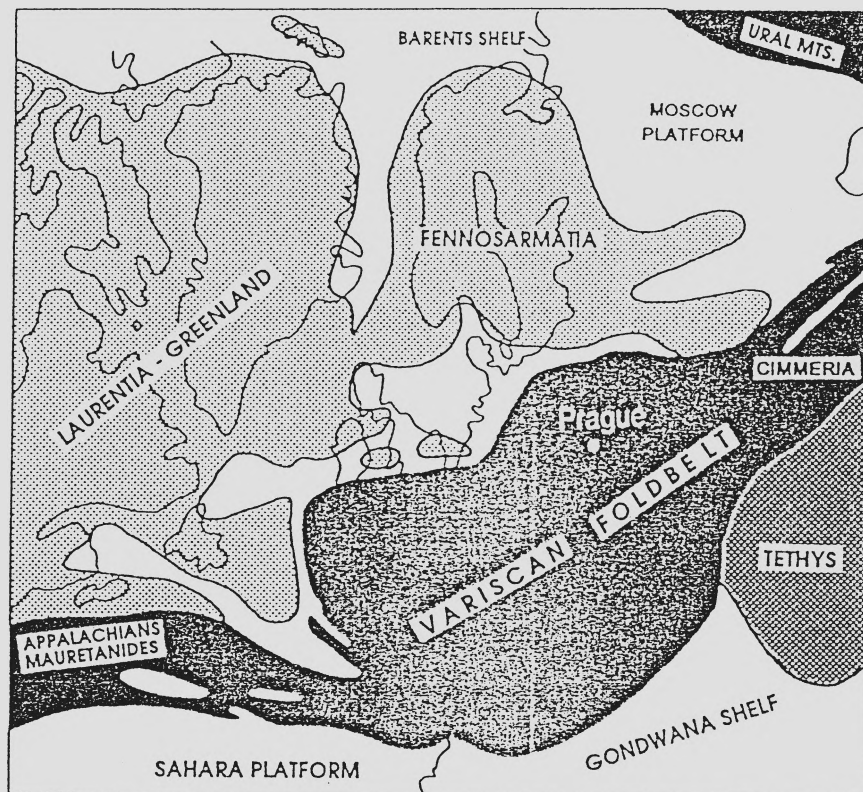 BARENTS SHELF
URAL MTS.
MOSCOW
PLATFORM
FENNOSARMATIA
LAURENTIA - GREENLAND
CIMMERIA
Prague
VARISCAN FOLDBELT
TETHYS
APPALACHIANS
MAURETANIDES
GONDWANA SHELF
SAHARA PLATFORM